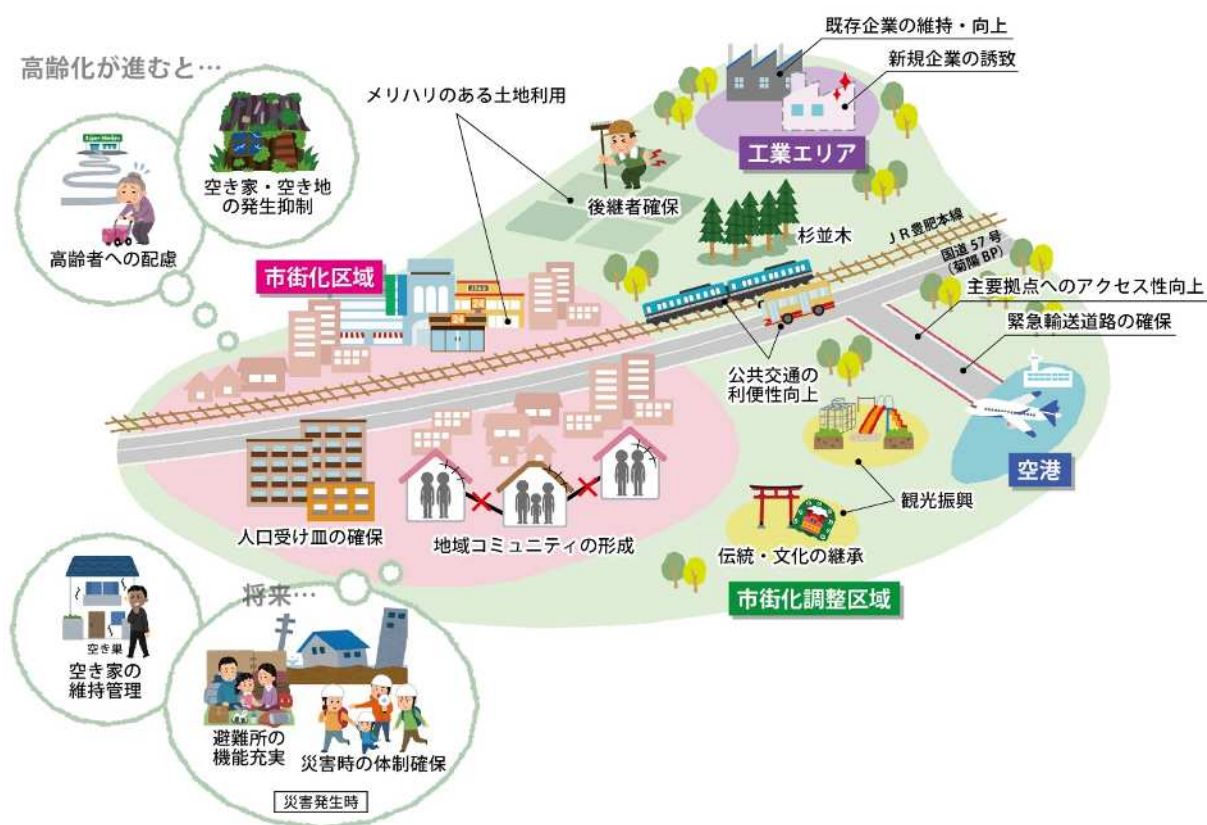 高齢化が進むと…
空き家・空き地
の発生抑制
高齢者への配慮
メリハリのある土地利用
既存企業の維持・向上
新規企業の誘致
工業エリア
後継者確保
杉並木
JR豊肥本線
国道57号
(菊陽BP)
市街化区域
主要拠点へのアクセス性向上
緊急輸送道路の確保
公共交通の
利便性向上
空港
人口受け皿の確保
地域コミュニティの形成
観光振興
伝統・文化の継承
市街化調整区域
将来…
空き巣
空き家の
維持管理
避難所の
機能充実
災害時の体制確保
災害発生時